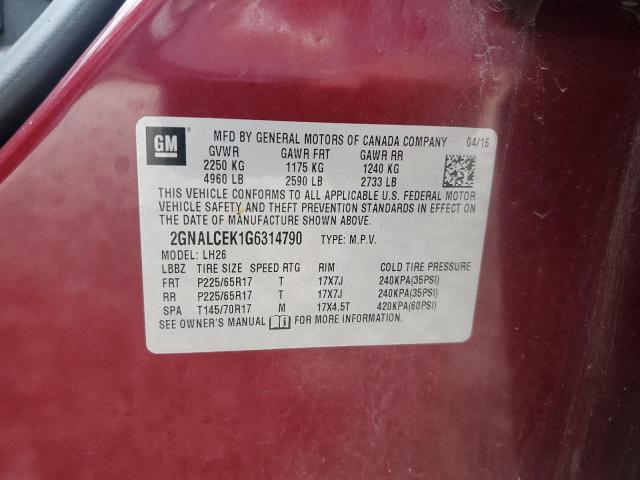 GM
MFD BY GENERAL MOTORS OF CANADA COMPANY 04/16
GVWR GAWR FRT GAWR RR
2250 KG 1175 KG 1240 KG
4960 LB 2590 LB 2733 LB
THIS VEHICLE CONFORMS TO ALL APPLICABLE U.S. FEDERAL MOTOR
VEHICLE SAFETY AND THEFT PREVENTION STANDARDS IN EFFECT ON
THE DATE OF MANUFACTURE SHOWN ABOVE.
2GNALCEK1G6314790 TYPE: M.P.V.
MODEL: LH26
LBBZ TIRE SIZE SPEED RTG RIM COLD TIRE PRESSURE
FRT P225/65R17 T 17X7J 240KPA(35PSI)
RR P225/65R17 T 17X7J 240KPA(35PSI)
SPA T145/70R17 M 17X4.5T 420KPA(60PSI)
SEE OWNER'S MANUAL FOR MORE INFORMATION